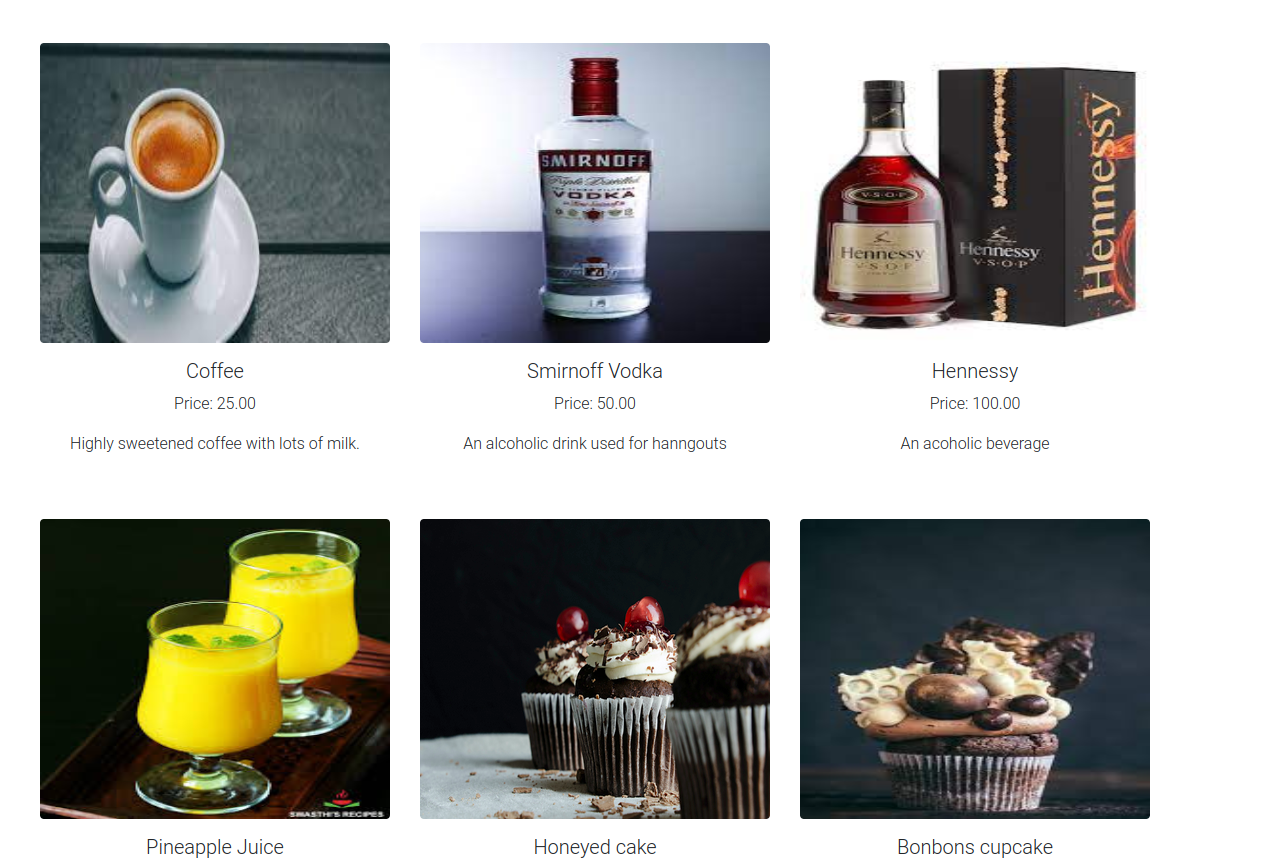 SMIRNOFF
Triple Distilled
VODKA
V·S·O·P
Hennessy
V·S·O·P
Hennessy
V·S·O·P
Hennessy
Coffee
Smirnoff Vodka
Hennessy
Price: 25.00
Price: 50.00
Price: 100.00
Highly sweetened coffee with lots of milk.
An alcoholic drink used for hanngouts
An acoholic beverage
SWASTHI'S RECIPES
Pineapple Juice
Honeyed cake
Bonbons cupcake